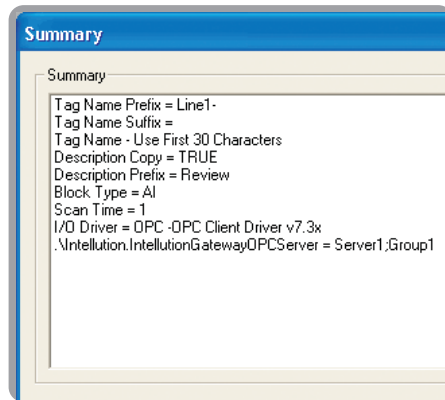 Summary
Summary
Tag Name Prefix = Line1-
Tag Name Suffix =
Tag Name - Use First 30 Characters
Description Copy = TRUE
Description Prefix = Review
Block Type = AI
Scan Time = 1
I/O Driver = OPC -OPC Client Driver v7.3x
.\Intellution.IntellutionGatewayOPCServer = Server1;Group1